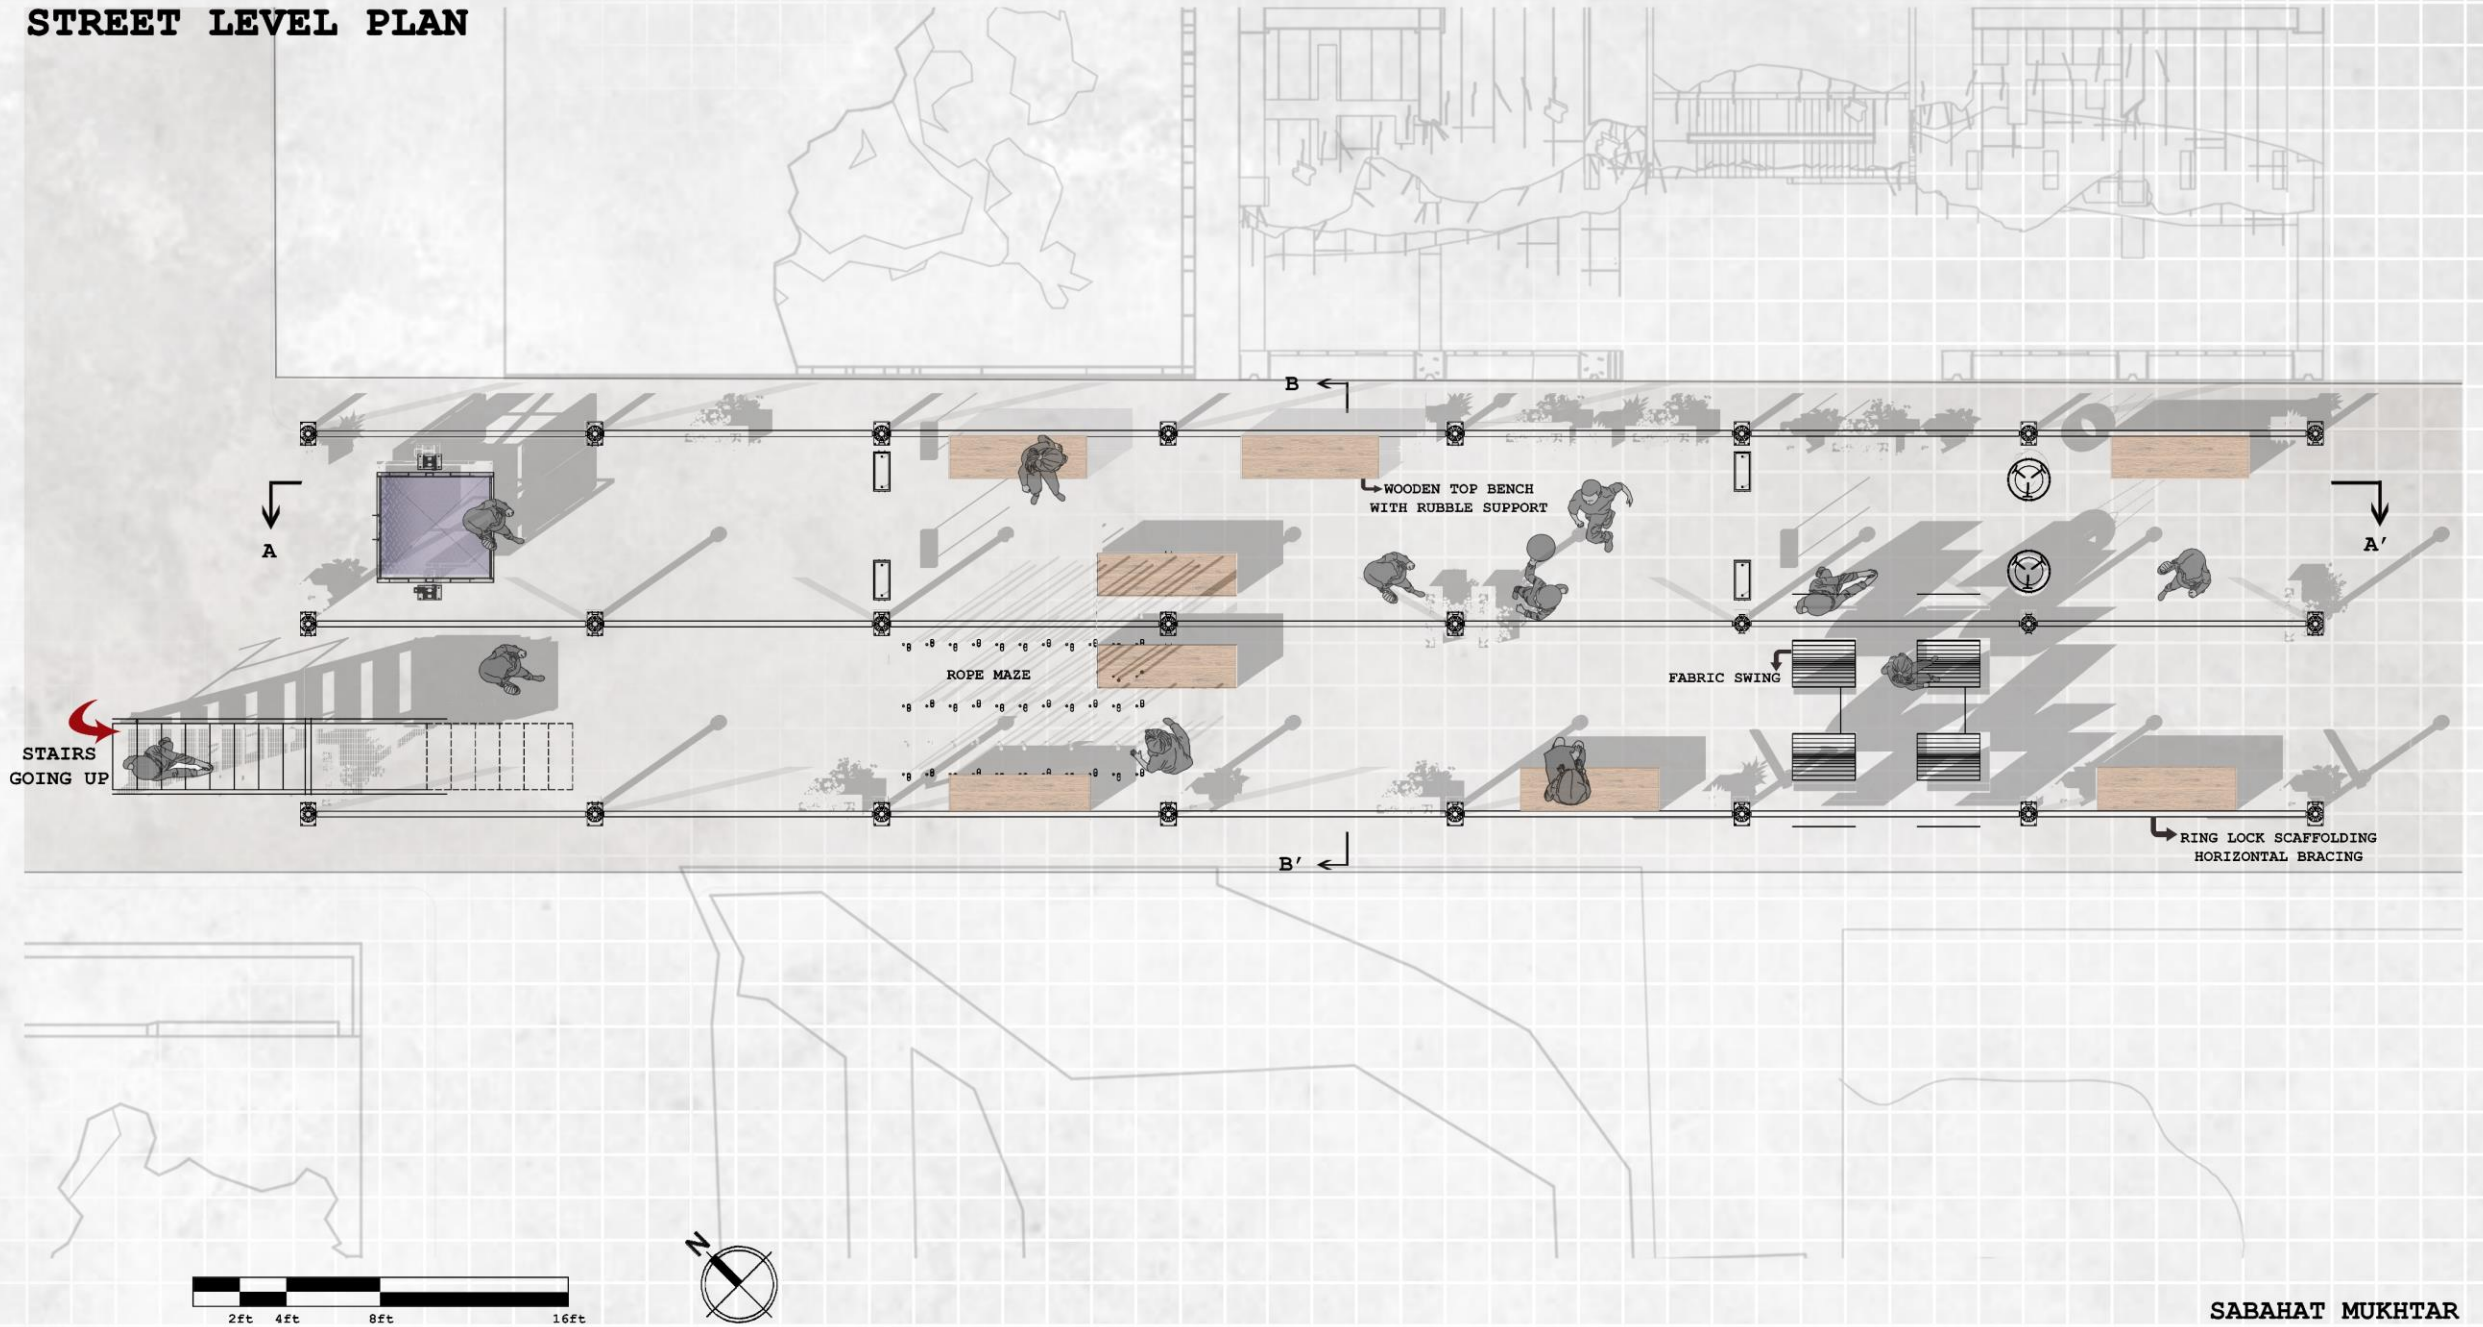 STREET LEVEL PLAN
B
WOODEN TOP BENCH
WITH RUBBLE SUPPORT
A
A'
ROPE MAZE
FABRIC SWING
STAIRS
GOING UP
RING LOCK SCAFFOLDING
HORIZONTAL BRACING
B'
N
2ft 4ft 8ft 16ft
SABAHAT MUKHTAR